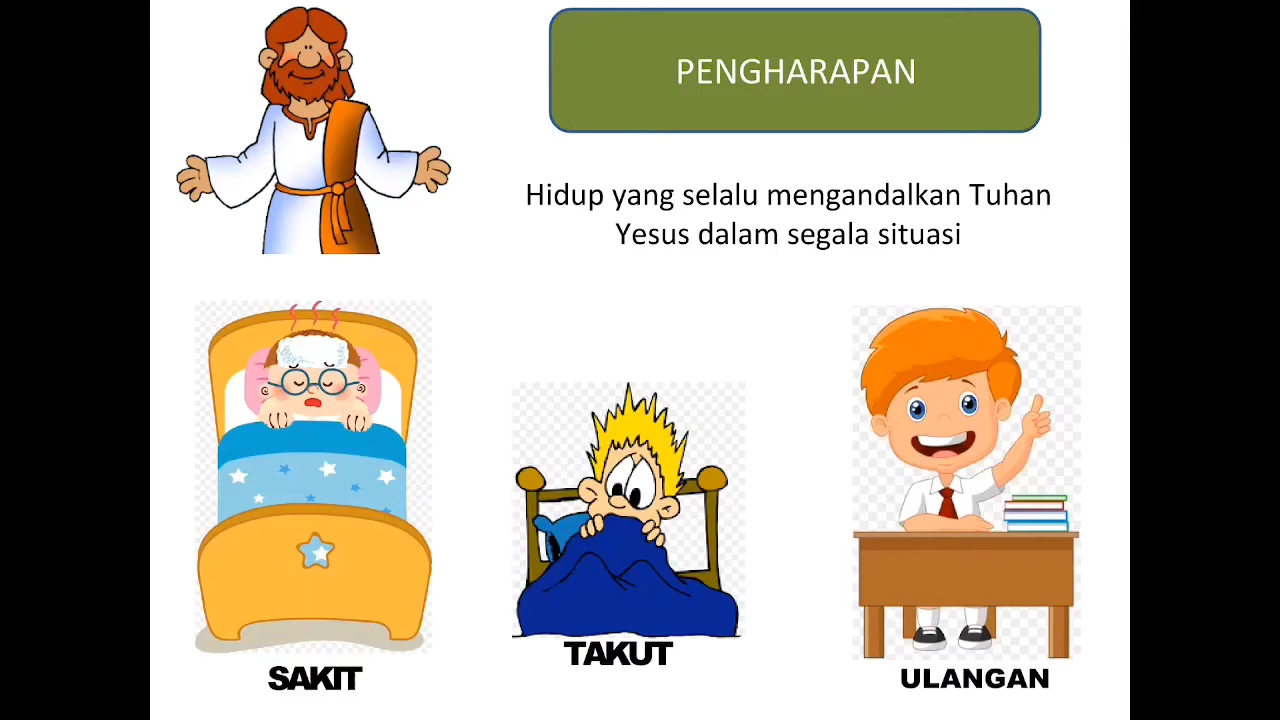 PENGHARAPAN
Hidup yang selalu mengandalkan Tuhan
Yesus dalam segala situasi
SAKIT
TAKUT
ULANGAN